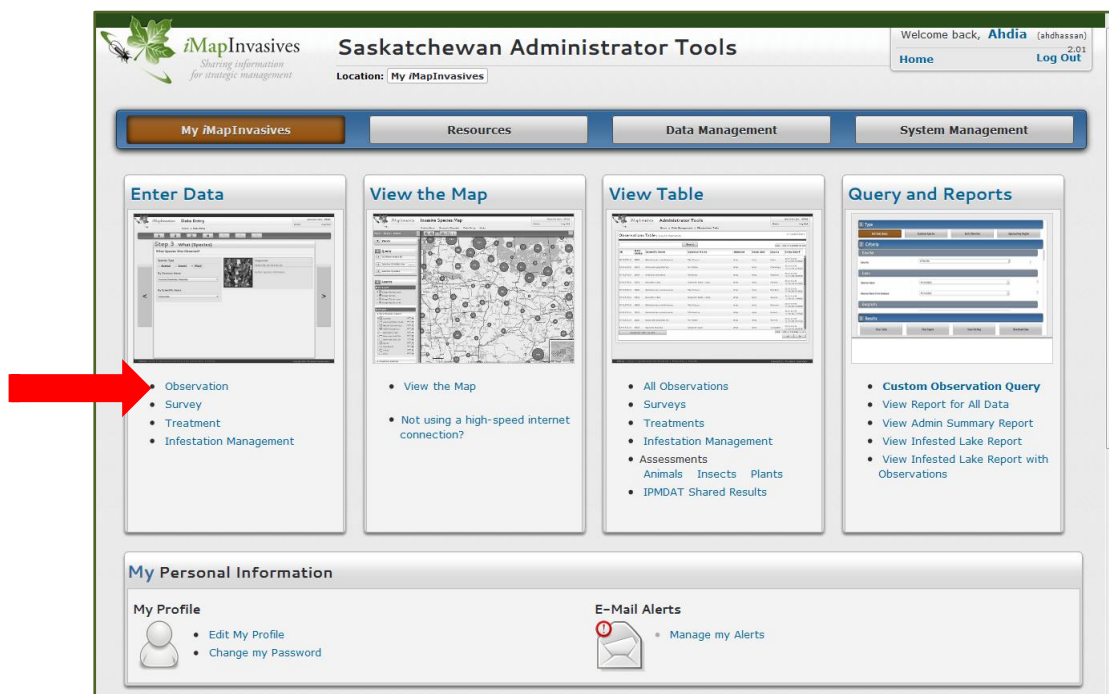 iMapInvasives
Sharing information
for strategic management
Saskatchewan Administrator Tools
Location: My iMapInvasives
Welcome back, Ahdia (ahdhassan)
2.01
Home Log Out
My iMapInvasives
Resources
Data Management
System Management
Enter Data
Step 3 What (Species)
Observation
Survey
Treatment
Infestation Management
View the Map
View the Map
Not using a high-speed internet
connection?
View Table
All Observations
Surveys
Treatments
Infestation Management
Assessments
Animals Insects Plants
IPMDAT Shared Results
Query and Reports
Custom Observation Query
View Report for All Data
View Admin Summary Report
View Infested Lake Report
View Infested Lake Report with
Observations
My Personal Information
My Profile
Edit My Profile
Change my Password
E-Mail Alerts
Manage my Alerts